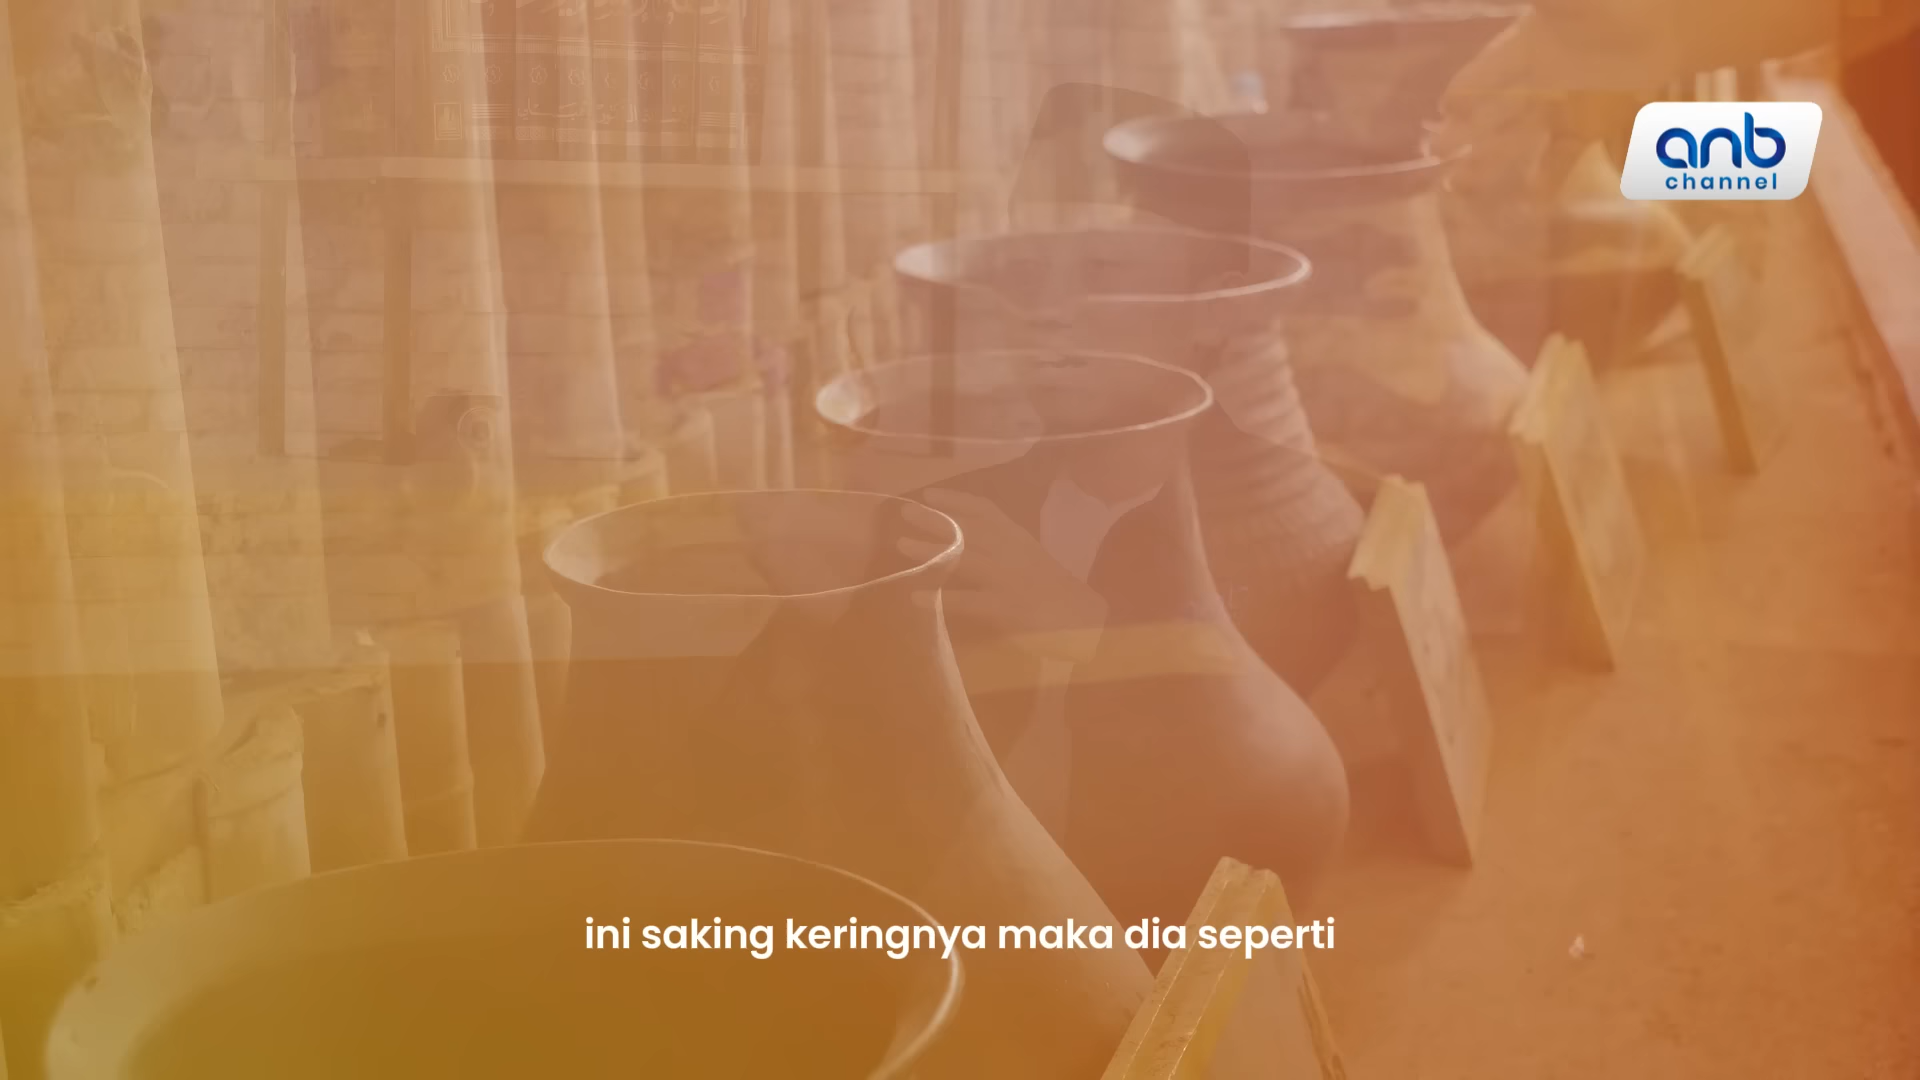 anb
channel
ini saking keringnya maka dia seperti